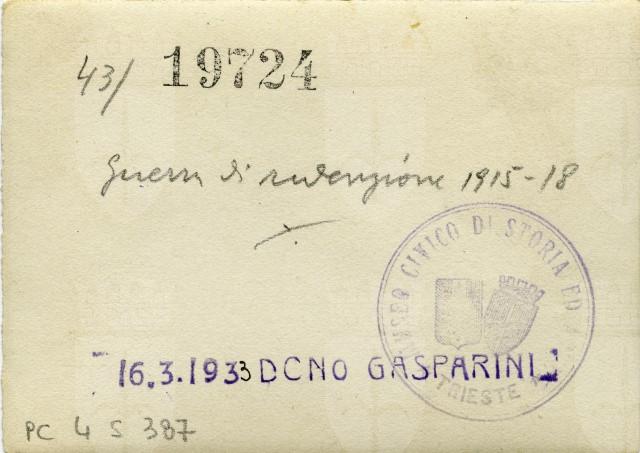 43/ 19724
Guerra di redenzione 1915-18
MUSEO CIVICO DI STORIA ED
TRIESTE
16.3.1933 DONO GASPARINI
PC 4 S 387